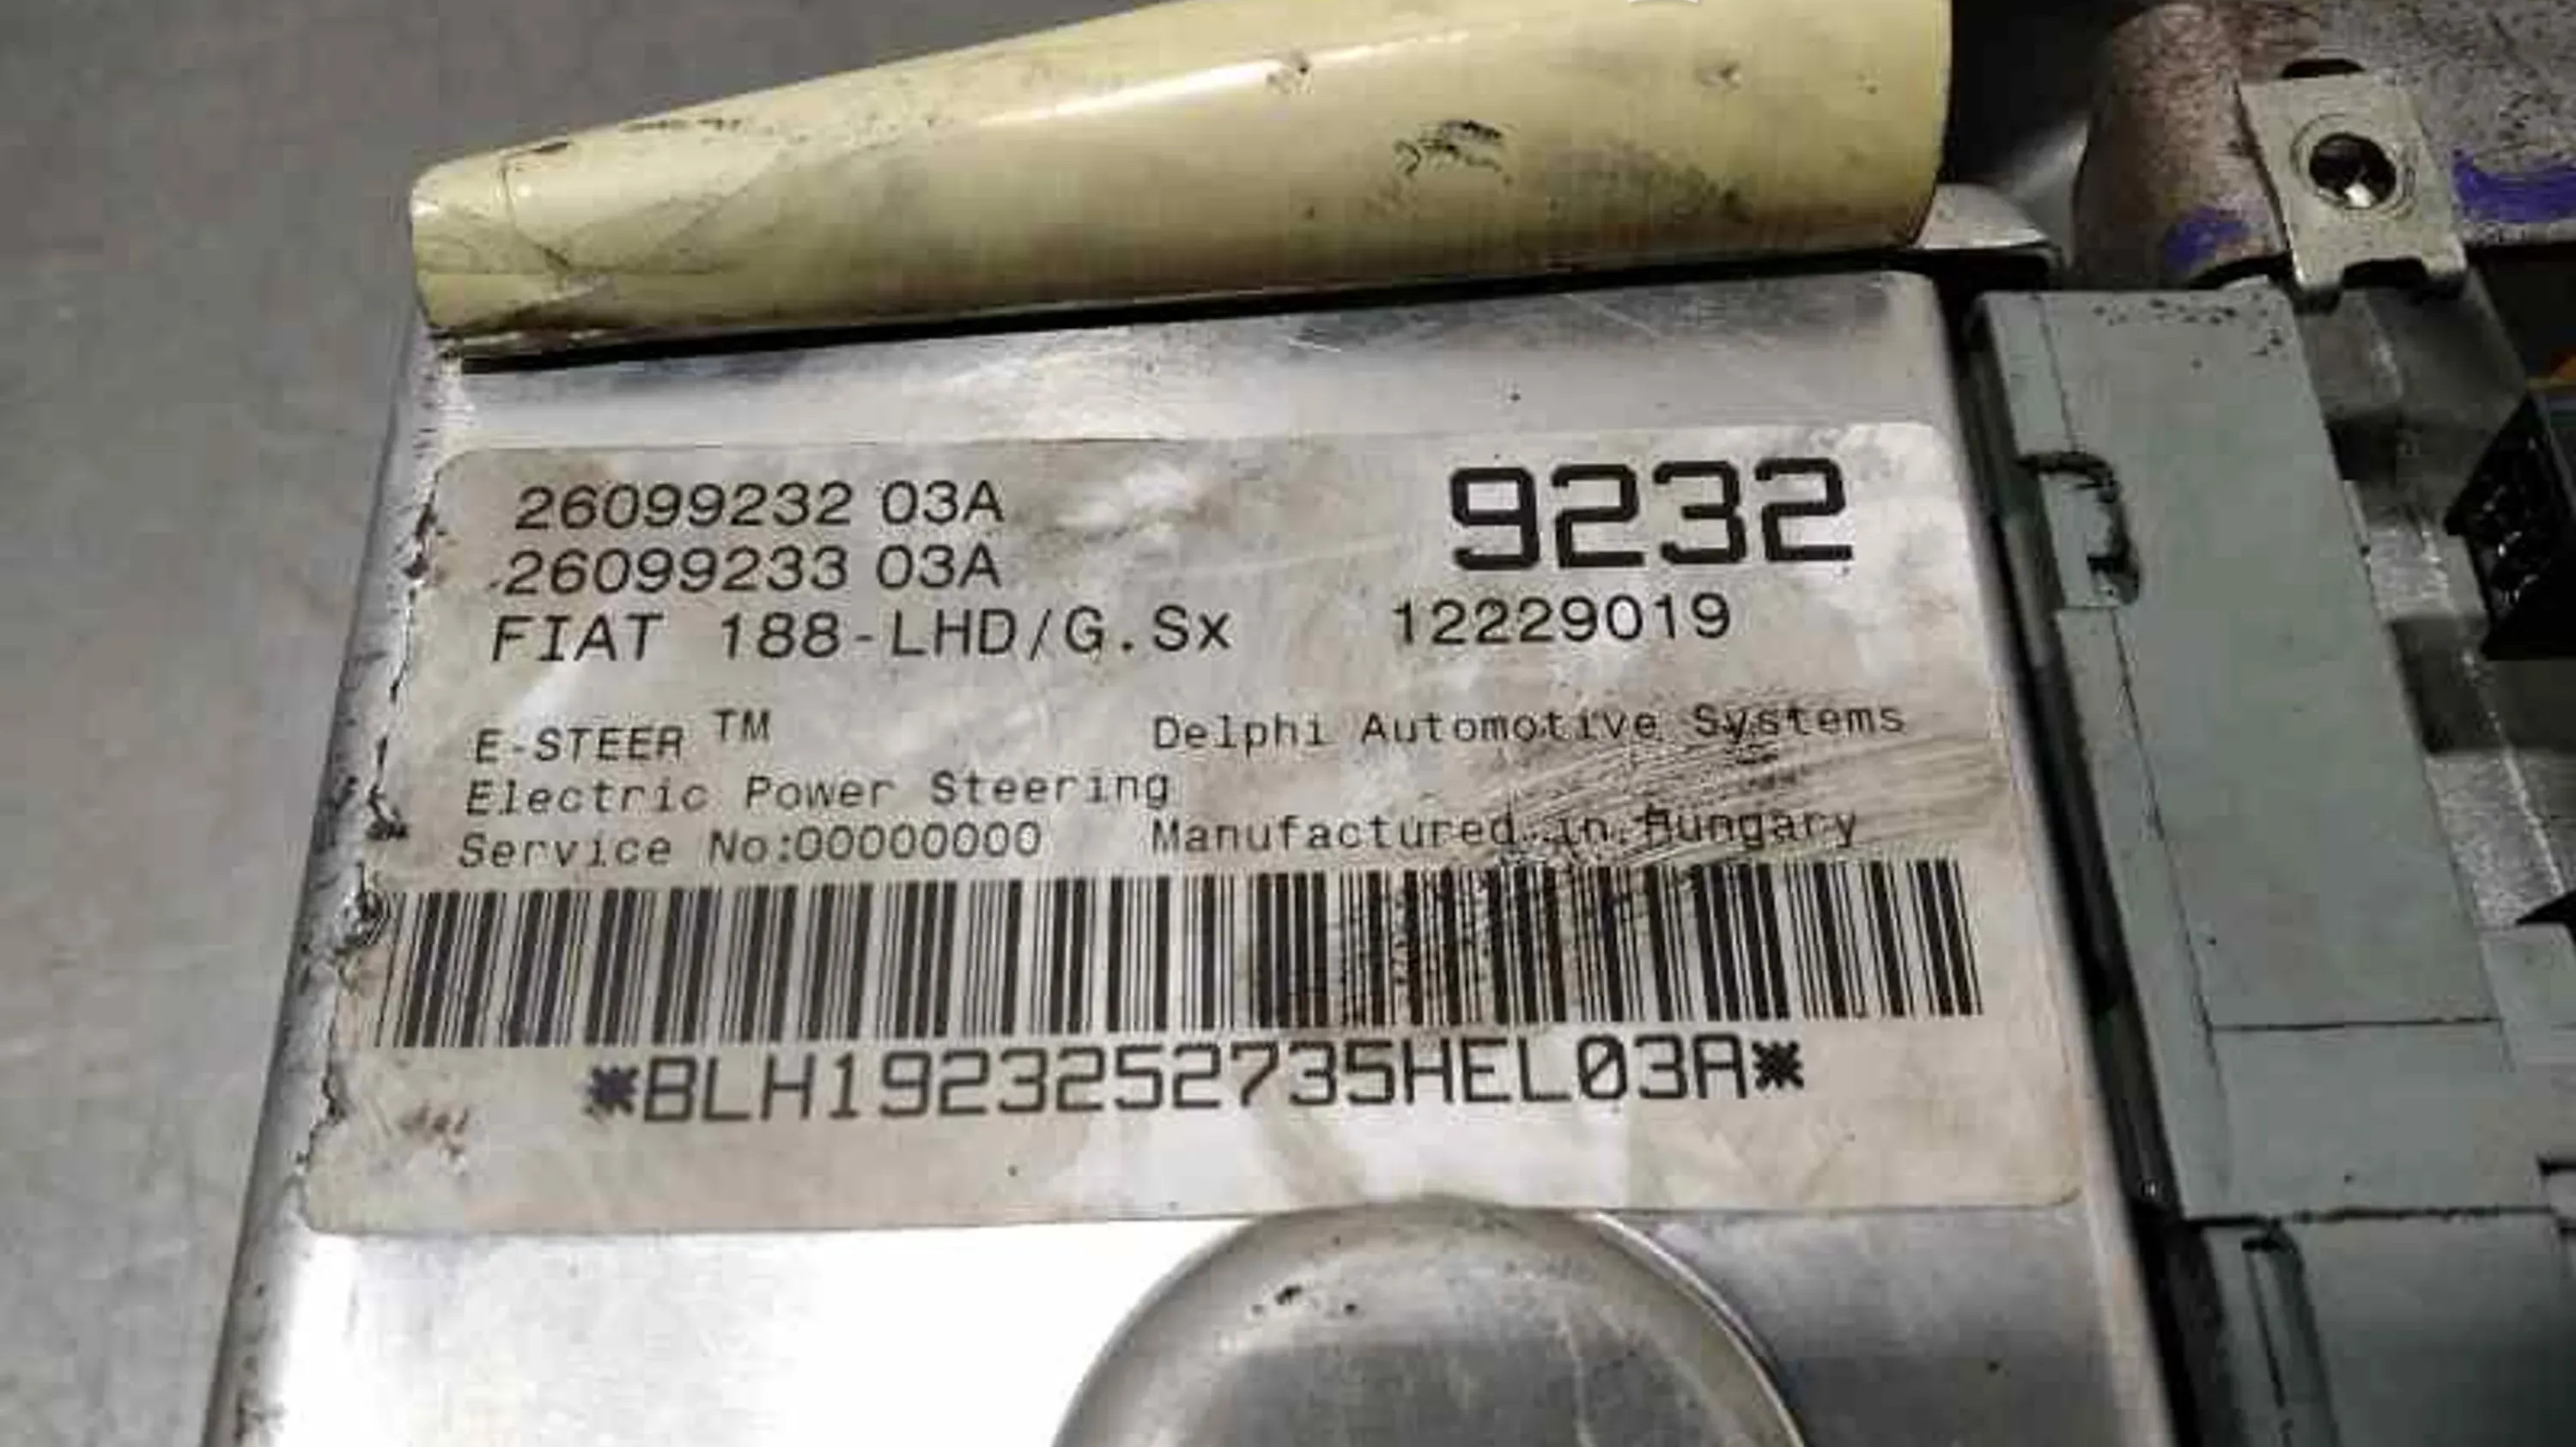 26099232 03A 9232
26099233 03A
FIAT 188-LHD/G.Sx 12229019
E-STEER TM Delphi Automotive Systems
Electric Power Steering
Service No:00000000 Manufactured in Hungary
*BLH1923252735HEL03A*